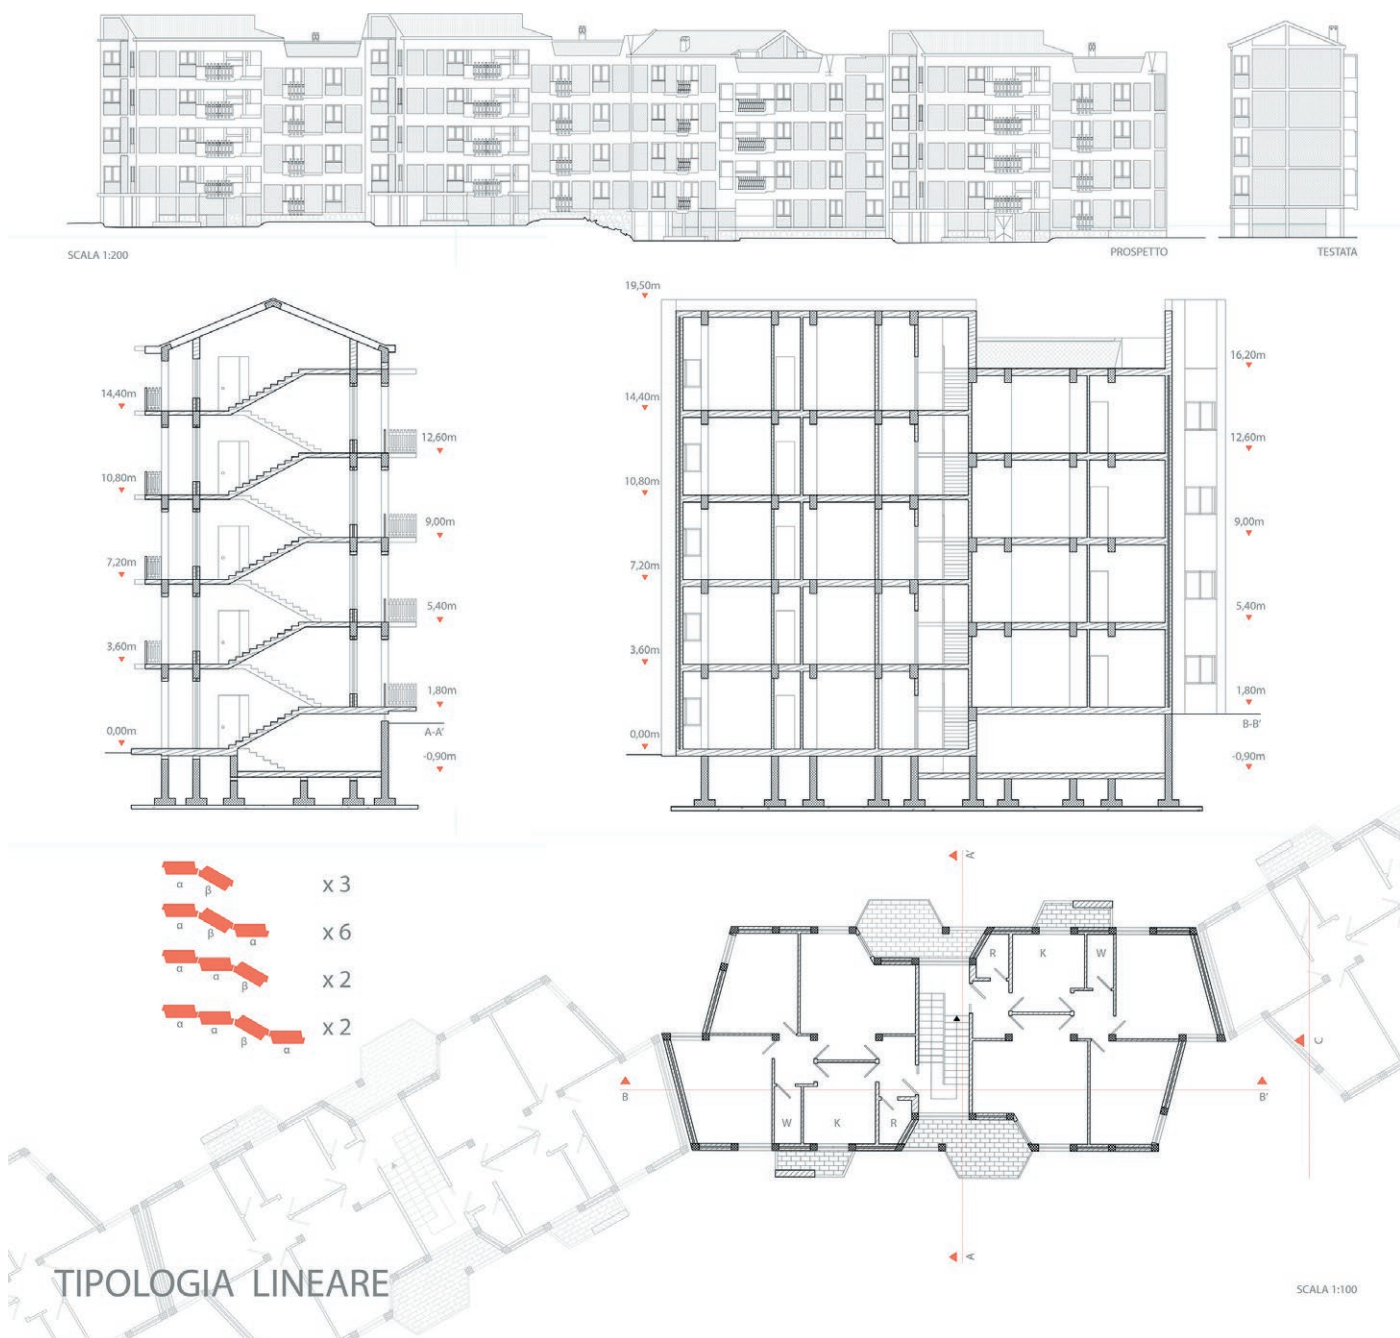 SCALA 1:200
PROSPETTO
TESTATA
14,40m
10,80m
7,20m
3,60m
0,00m
12,60m
9,00m
5,40m
1,80m
A-A'
-0,90m
19,50m
14,40m
10,80m
7,20m
3,60m
0,00m
16,20m
12,60m
9,00m
5,40m
1,80m
B-B'
-0,90m
α β x 3
α β α x 6
α α β x 2
α α β α x 2
A'
R K W
C
B B'
W K R
A
TIPOLOGIA LINEARE
SCALA 1:100